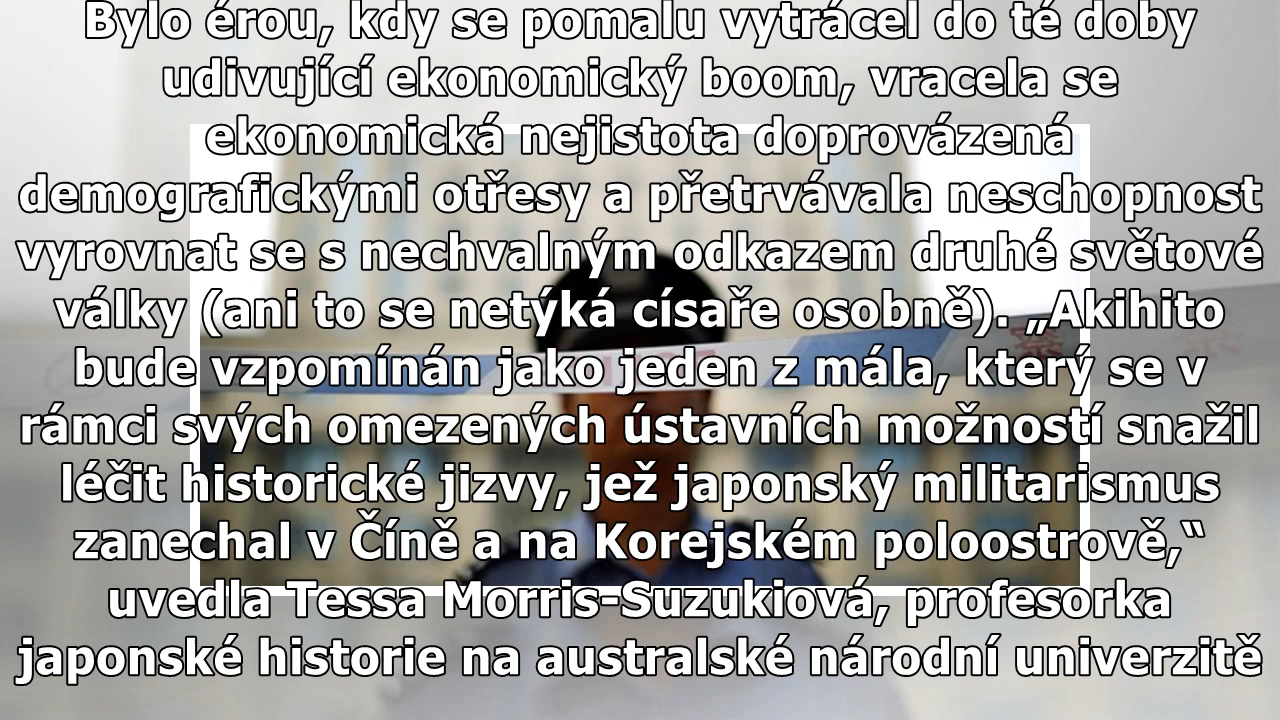 Bylo érou, kdy se pomalu vytrácel do té doby
udivující ekonomický boom, vracela se
ekonomická nejistota doprovázená
demografickými otřesy a přetrvávala neschopnost
vyrovnat se s nechvalným odkazem druhé světové
války (ani to se netýká císaře osobně). „Akihito
bude vzpomínán jako jeden z mála, který se v
rámci svých omezených ústavních možností snažil
léčit historické jizvy, jež japonský militarismus
zanechal v Číně a na Korejském poloostrově,“
uvedla Tessa Morris-Suzukiová, profesorka
japonské historie na australské národní univerzitě